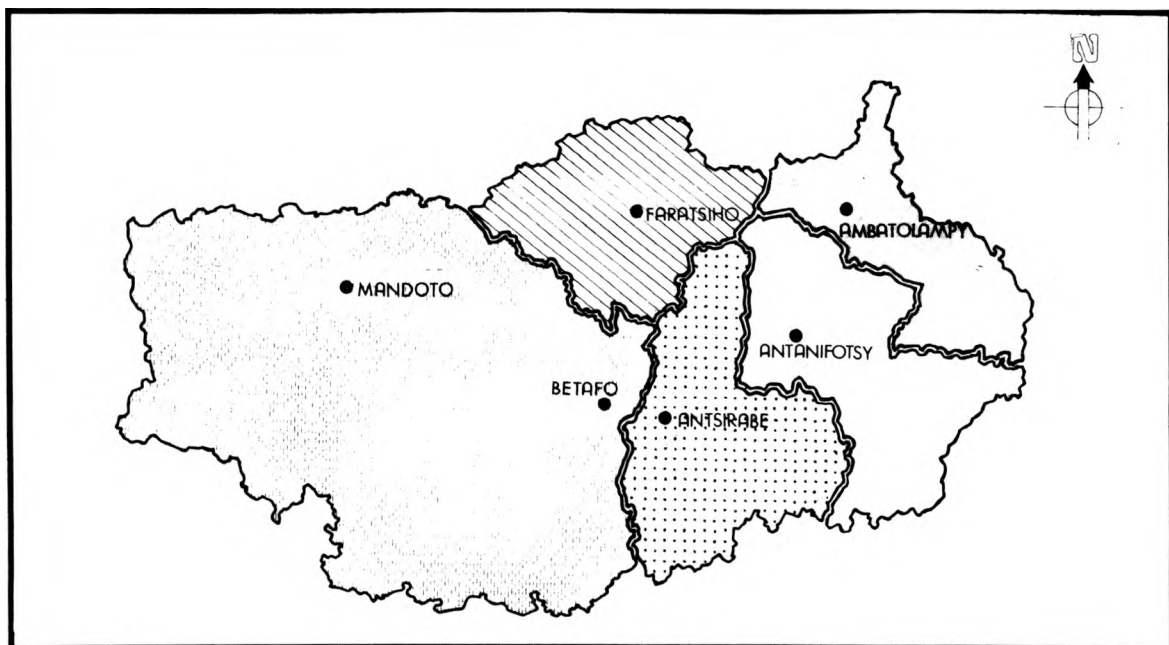 N
FARATSIHO
AMBATOLAMPY
MANDOTO
ANTANIFOTSY
BETAFO
ANTSIRABE